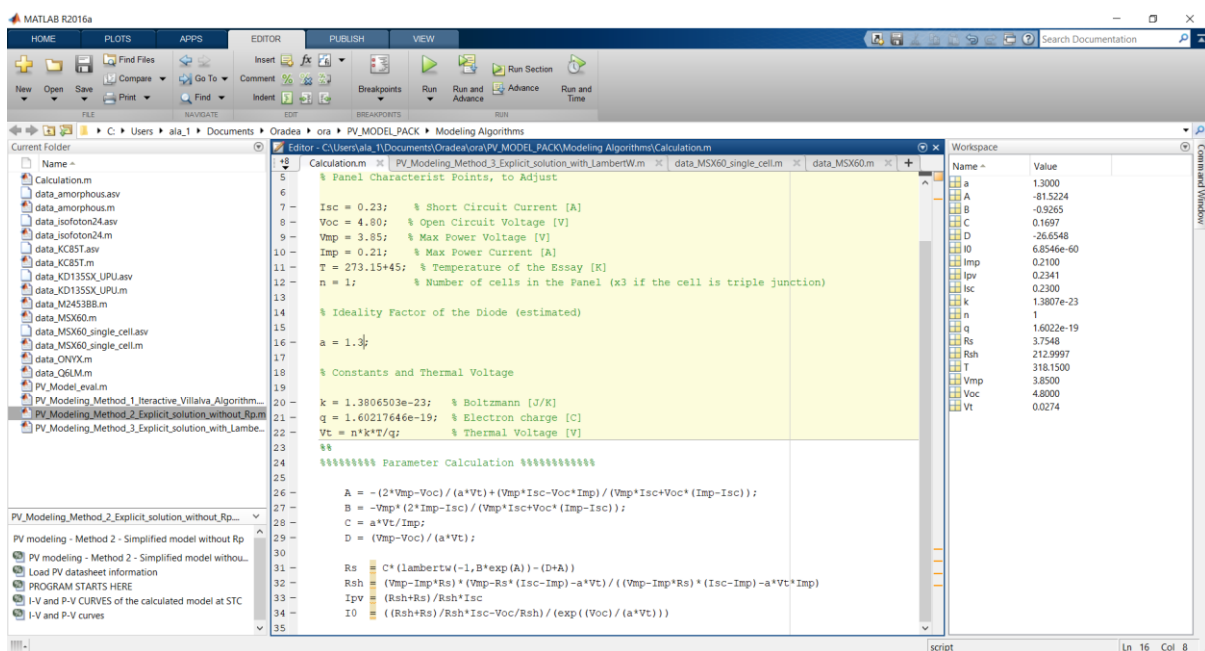 MATLAB R2016a
HOME PLOTS APPS EDITOR PUBLISH VIEW
Search Documentation
New Open Save Find Files Compare Print
Go To Find
Insert Comment Indent
Breakpoints Run Run and Advance Run Section Advance Run and Time
FILE NAVIGATE EDIT BREAKPOINTS RUN
C: Users ala_1 Documents Oradea ora PV_MODEL_PACK Modeling Algorithms
Current Folder
Name
Calculation.m
data_amorphous.asv
data_amorphous.m
data_isofoton24.asv
data_isofoton24.m
data_KC85T.asv
data_KC85T.m
data_KD135SX_UPU.asv
data_KD135SX_UPU.m
data_M2453BB.m
data_MSX60.m
data_MSX60_single_cell.asv
data_MSX60_single_cell.m
data_ONYX.m
data_Q6LM.m
PV_Model_eval.m
PV_Modeling_Method_1_Iteractive_Villalva_Algorithm....
PV_Modeling_Method_2_Explicit_solution_without_Rp.m
PV_Modeling_Method_3_Explicit_solution_with_Lambe...
PV_Modeling_Method_2_Explicit_solution_without_Rp....
PV modeling - Method 2 - Simplified model without Rp
PV modeling - Method 2 - Simplified model withou...
Load PV datasheet information
PROGRAM STARTS HERE
I-V and P-V CURVES of the calculated model at STC
I-V and P-V curves
Editor - C:\Users\ala_1\Documents\Oradea\ora\PV_MODEL_PACK\Modeling Algorithms\Calculation.m
+8 Calculation.m PV_Modeling_Method_3_Explicit_solution_with_LambertW.m data_MSX60_single_cell.m data_MSX60.m
5 % Panel Characterist Points, to Adjust
6
7 - Isc = 0.23; % Short Circuit Current [A]
8 - Voc = 4.80; % Open Circuit Voltage [V]
9 - Vmp = 3.85; % Max Power Voltage [V]
10 - Imp = 0.21; % Max Power Current [A]
11 - T = 273.15+45; % Temperature of the Essay [K]
12 - n = 1; % Number of cells in the Panel (x3 if the cell is triple junction)
13
14 % Ideality Factor of the Diode (estimated)
15
16 - a = 1.3;
17
18 % Constants and Thermal Voltage
19
20 - k = 1.3806503e-23; % Boltzmann [J/K]
21 - q = 1.60217646e-19; % Electron charge [C]
22 - Vt = n*k*T/q; % Thermal Voltage [V]
23 %%
24 %%%%%%%%% Parameter Calculation %%%%%%%%%%%%
25
26 - A = -(2*Vmp-Voc)/(a*Vt)+(Vmp*Isc-Voc*Imp)/(Vmp*Isc+Voc*(Imp-Isc));
27 - B = -Vmp*(2*Imp-Isc)/(Vmp*Isc+Voc*(Imp-Isc));
28 - C = a*Vt/Imp;
29 - D = (Vmp-Voc)/(a*Vt);
30
31 - Rs = C*(lambertw(-1,B*exp(A))-(D+A))
32 - Rsh = (Vmp-Imp*Rs)*(Vmp-Rs*(Isc-Imp)-a*Vt)/((Vmp-Imp*Rs)*(Isc-Imp)-a*Vt*Imp)
33 - Ipv = (Rsh+Rs)/Rsh*Isc
34 - I0 = ((Rsh+Rs)/Rsh*Isc-Voc/Rsh)/(exp((Voc)/(a*Vt)))
35
Workspace
Name Value
a 1.3000
A -81.5224
B -0.9265
C 0.1697
D -26.6548
I0 6.8546e-60
Imp 0.2100
Ipv 0.2341
Isc 0.2300
k 1.3807e-23
n 1
q 1.6022e-19
Rs 3.7548
Rsh 212.9997
T 318.1500
Vmp 3.8500
Voc 4.8000
Vt 0.0274
Command Window
script Ln 16 Col 8